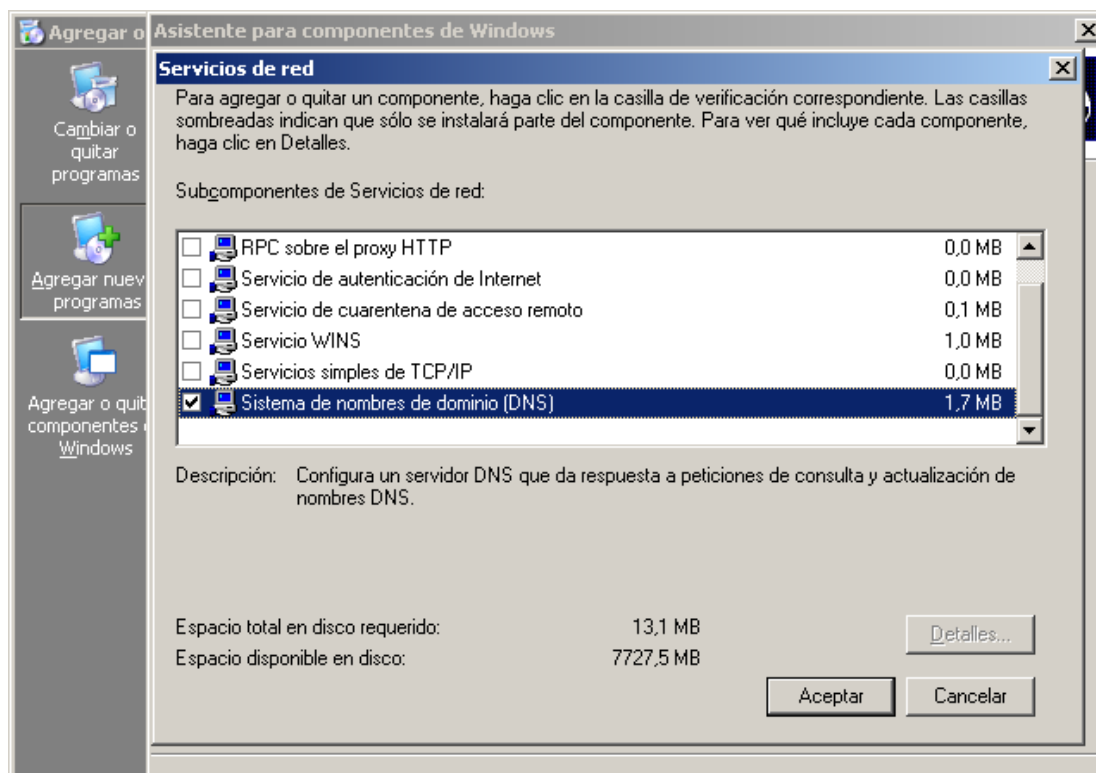 Agregar o
Asistente para componentes de Windows
Servicios de red
Cambiar o
quitar
programas
Agregar nuev
programas
Agregar o quit
componentes
Windows
Para agregar o quitar un componente, haga clic en la casilla de verificación correspondiente. Las casillas
sombreadas indican que sólo se instalará parte del componente. Para ver qué incluye cada componente,
haga clic en Detalles.
Subcomponentes de Servicios de red:
RPC sobre el proxy HTTP 0,0 MB
Servicio de autenticación de Internet 0,0 MB
Servicio de cuarentena de acceso remoto 0,1 MB
Servicio WINS 1,0 MB
Servicios simples de TCP/IP 0,0 MB
Sistema de nombres de dominio (DNS) 1,7 MB
Descripción: Configura un servidor DNS que da respuesta a peticiones de consulta y actualización de
nombres DNS.
Espacio total en disco requerido: 13,1 MB
Espacio disponible en disco: 7727,5 MB
Detalles...
Aceptar Cancelar